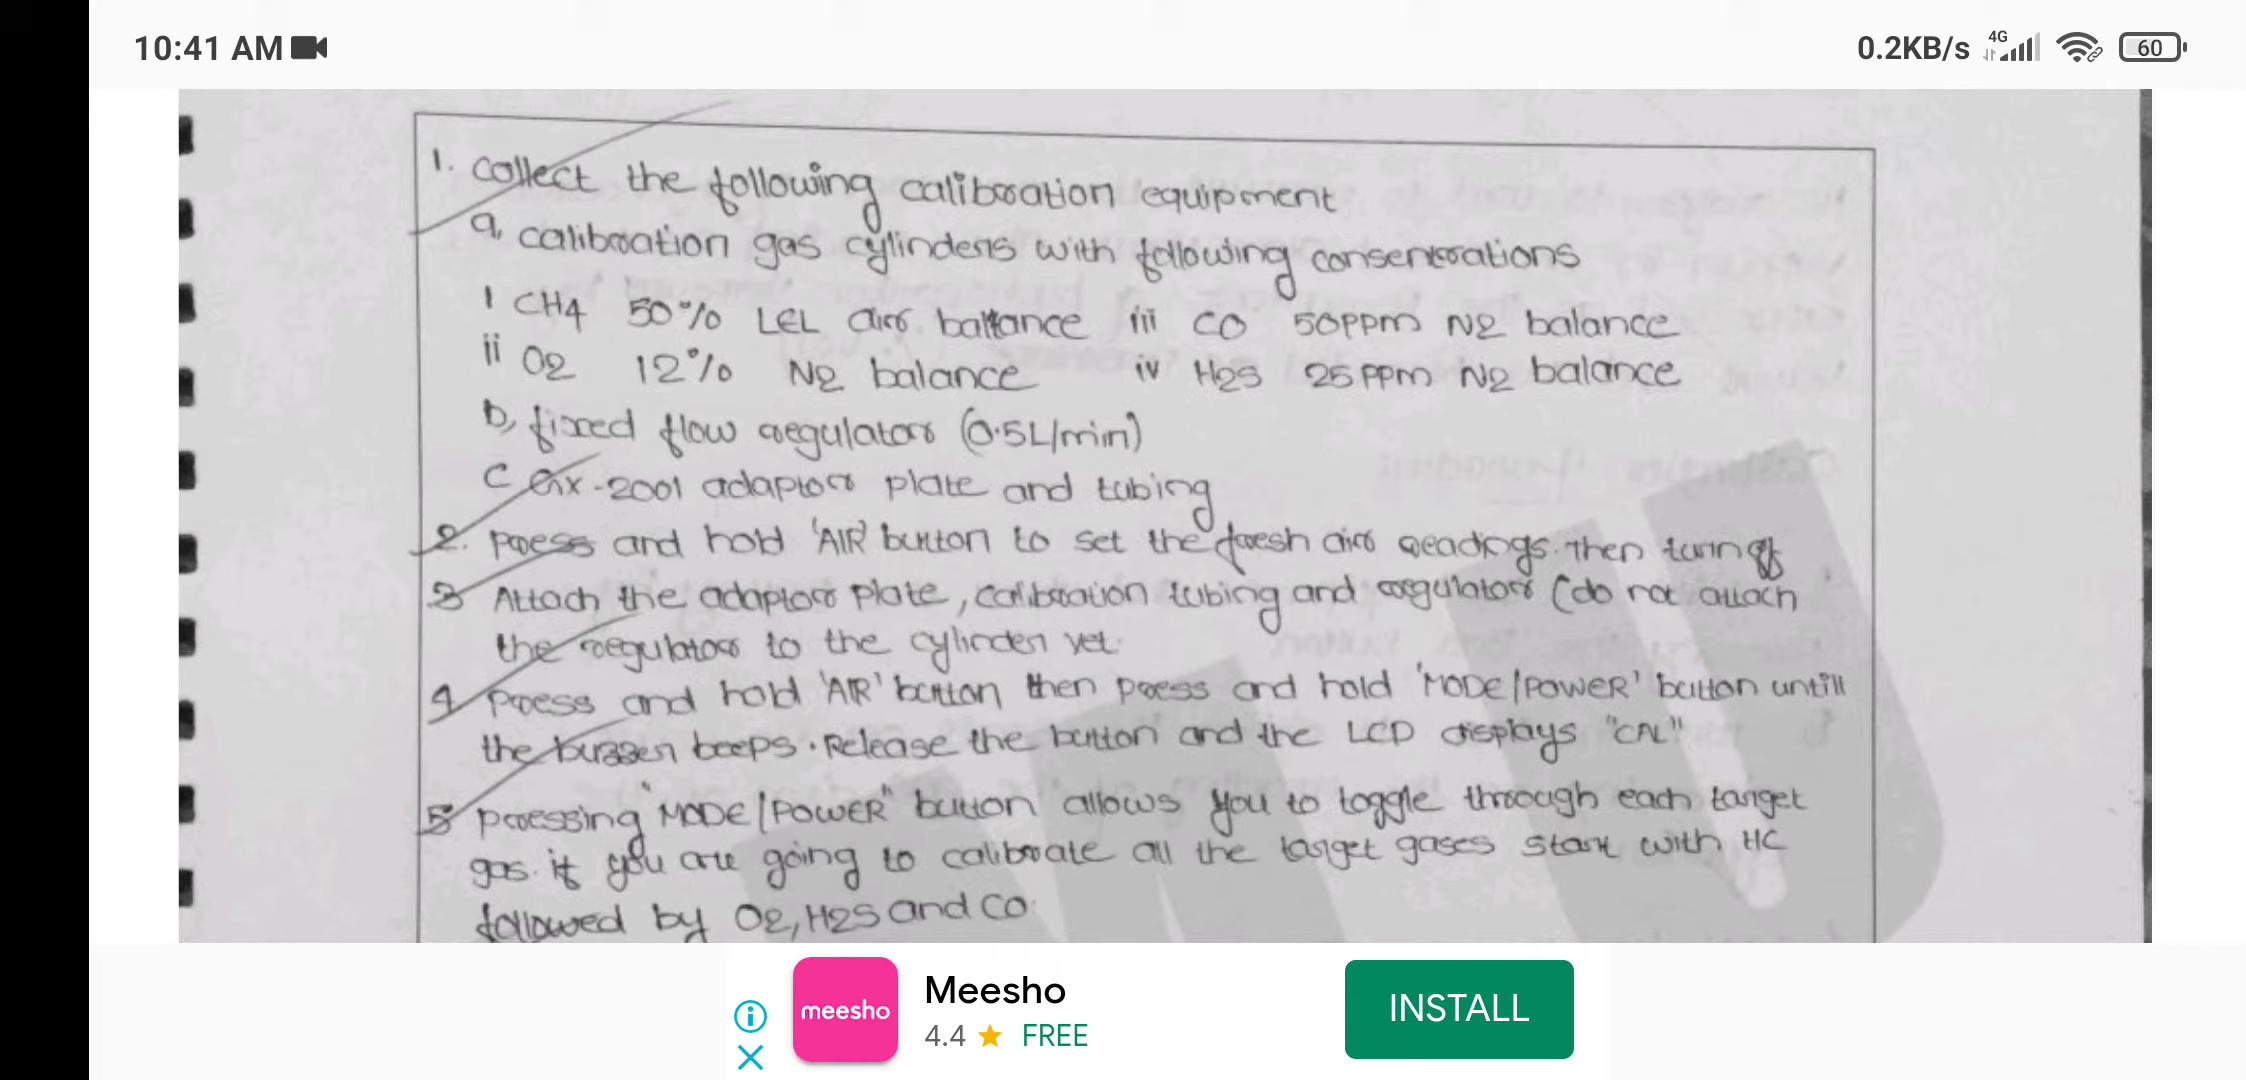 10:41 AM
0.2KB/s 4G 60
1. collect the following calibration equipment
a, calibration gas cylinders with following consentrations
i CH4 50% LEL air ballance iii CO 50ppm N2 balance
ii O2 12% N2 balance iv H2S 25ppm N2 balance
b, fixed flow regulator (0.5L/min)
c Gx-2001 adaptor plate and tubing
2. press and hold 'AIR' button to set the fresh air readings. Then turn off
3 Attach the adaptor plate, calibration tubing and regulator (do not attach
the regulator to the cylinder yet.
4 press and hold 'AIR' button then press and hold 'MODE/POWER' button untill
the buzzer beeps. Release the button and the LCD displays "CAL"
5 pressing "MODE/POWER" button allows you to toggle through each target
gas. if you are going to calibrate all the target gases start with HC
followed by O2, H2S and CO.
meesho
Meesho
4.4 ★ FREE
INSTALL